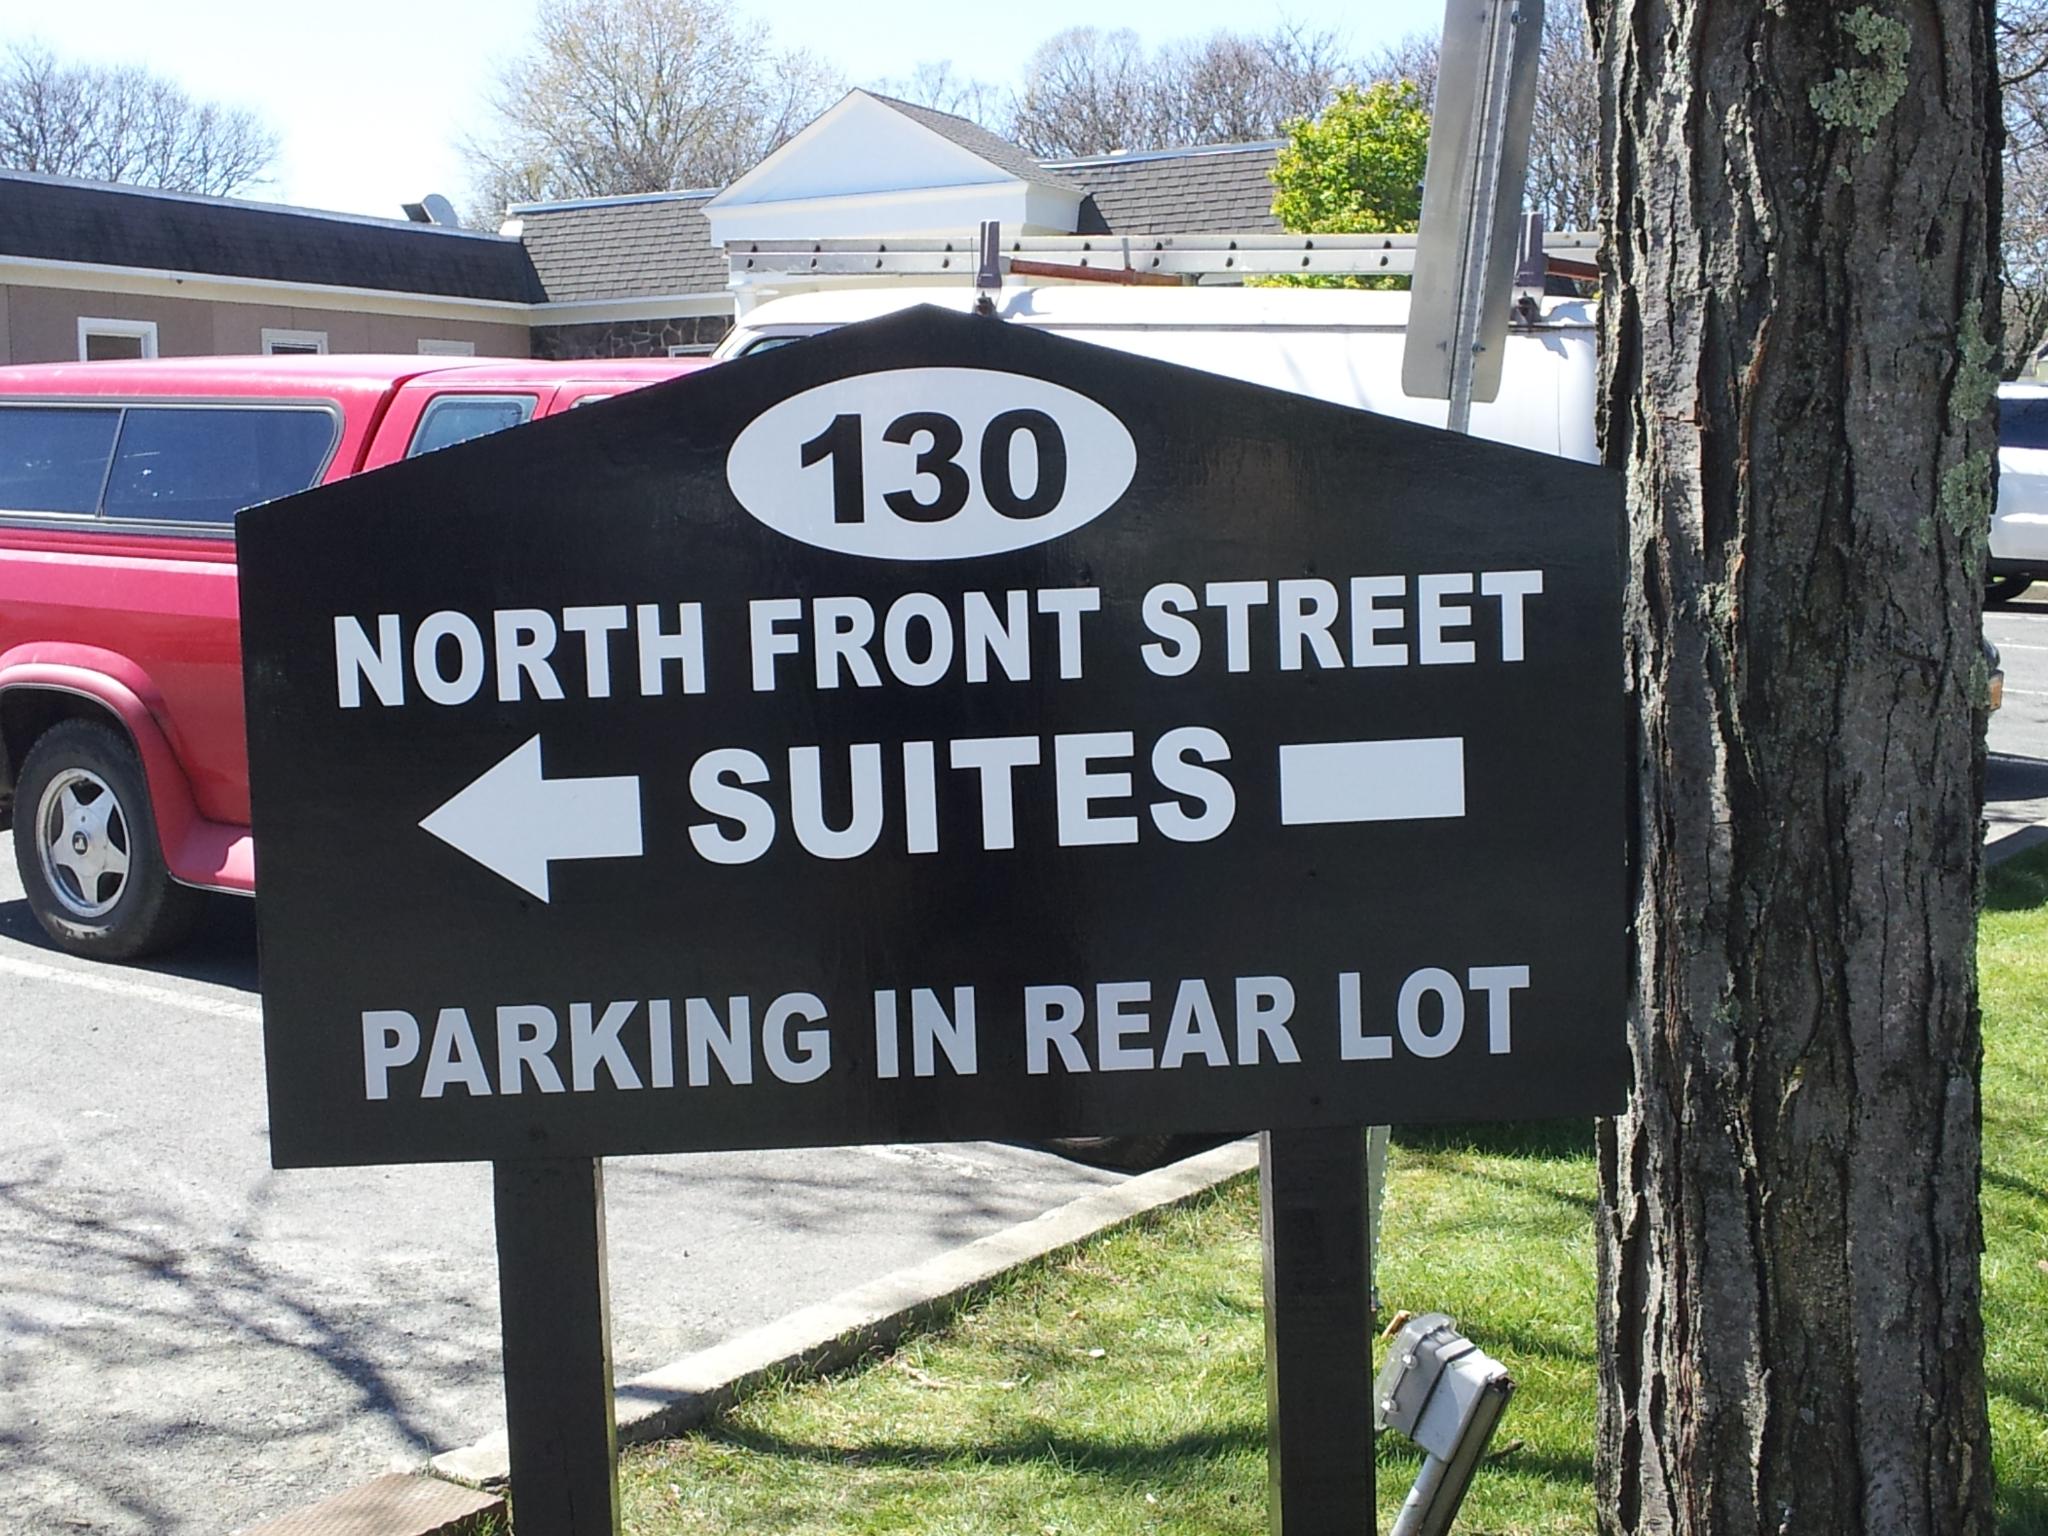 130
NORTH FRONT STREET
SUITES
PARKING IN REAR LOT